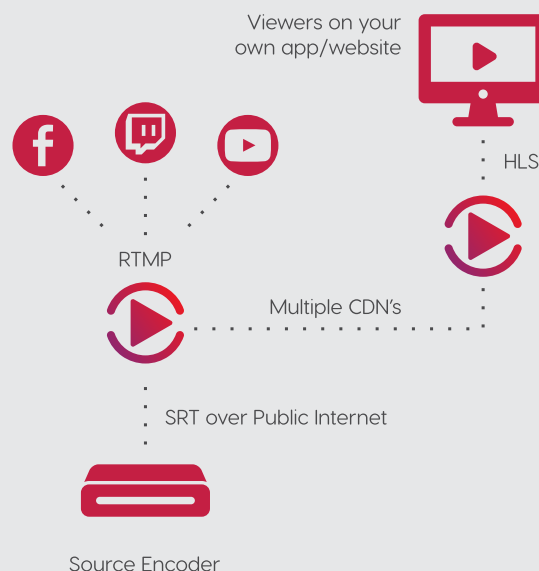 Viewers on your
own app/website
HLS
RTMP
Multiple CDN's
SRT over Public Internet
Source Encoder